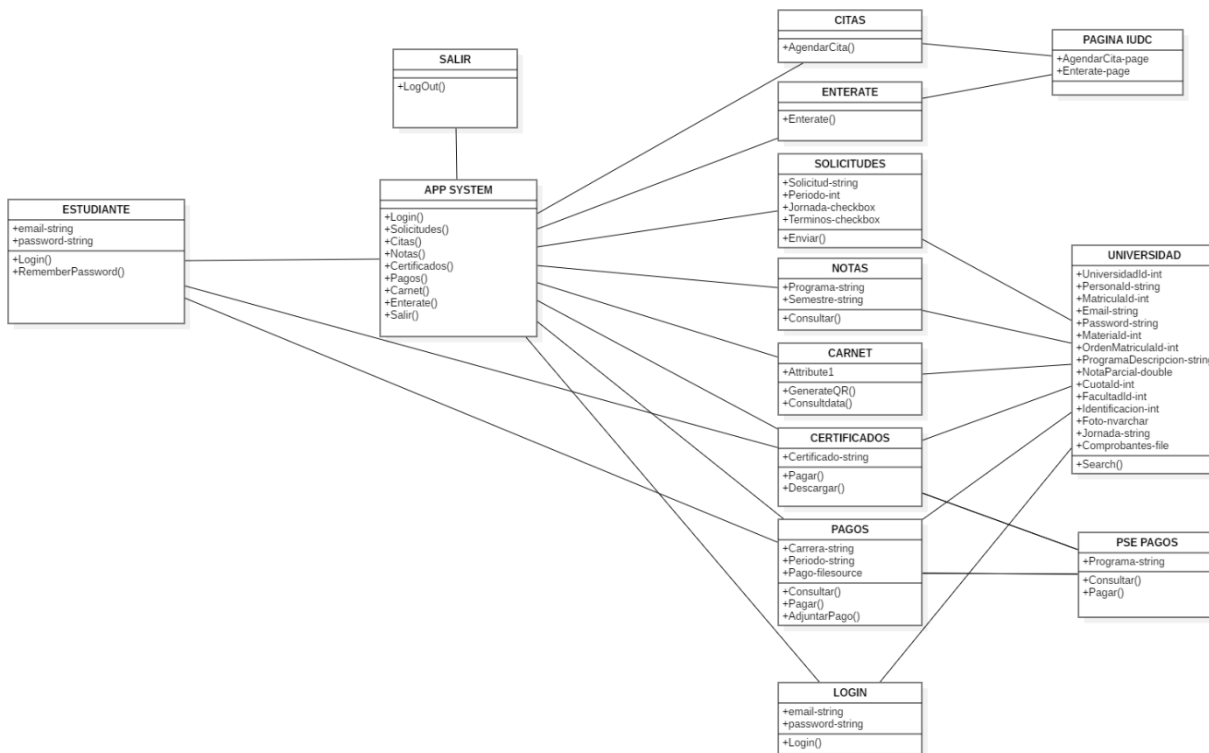 CITAS
+AgendarCita()
PAGINA IUDC
+AgendarCita-page
+Enterate-page
SALIR
+LogOut()
ENTERATE
+Enterate()
SOLICITUDES
+Solicitud-string
+Periodo-int
+Jornada-checkbox
+Terminos-checkbox
+Enviar()
APP SYSTEM
+Login()
+Solicitudes()
+Citas()
+Notas()
+Certificados()
+Pagos()
+Carnet()
+Enterate()
+Salir()
ESTUDIANTE
+email-string
+password-string
+Login()
+RememberPassword()
UNIVERSIDAD
+UniversidadId-int
+PersonaId-string
+MatriculaId-int
+Email-string
+Password-string
+MateriaId-int
+OrdenMatriculaId-int
+ProgramaDescripcion-string
+NotaParcial-double
+CuotaId-int
+FacultadId-int
+Identificacion-int
+Foto-nvarchar
+Jornada-string
+Comprobantes-file
+Search()
NOTAS
+Programa-string
+Semestre-string
+Consultar()
CARNET
+Attribute1
+GenerateQR()
+Consultdata()
CERTIFICADOS
+Certificado-string
+Pagar()
+Descargar()
PAGOS
+Carrera-string
+Periodo-string
+Pago-filesource
+Consultar()
+Pagar()
+AdjuntarPago()
PSE PAGOS
+Programa-string
+Consultar()
+Pagar()
LOGIN
+email-string
+password-string
+Login()